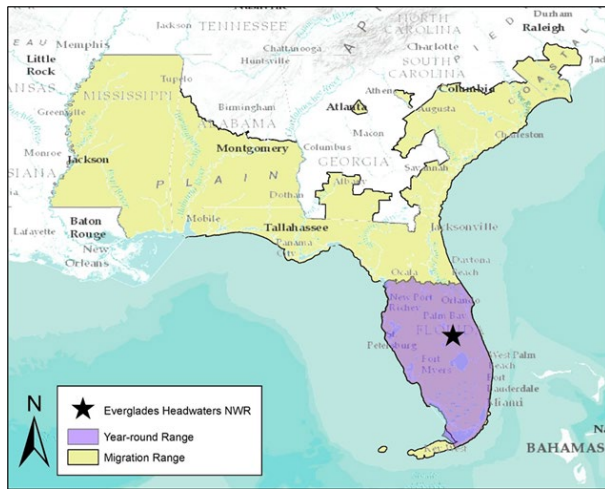 NASHVILLE
Memphis
Jackson
TENNESSEE
NORTH
CAROLINA
Durham
Raleigh
Little
Rock
Chattanooga
Huntsville
Charlotte
SOUTH
CAROLINA
Tupelo
MISSISSIPPI
Greenville
Birmingham
ALABAMA
Atlanta
Athens
Columbia
COASTAL
Augusta
Macon
Charleston
Monroe
Jackson
Montgomery
Columbus
GEORGIA
Savannah
PLAIN
Albany
Dothan
Baton
Rouge
Lafayette
New
Orleans
Mobile
Tallahassee
Panama
City
Jacksonville
Ocala
Daytona
Beach
New Port
Richey
Orlando
Palm Bay
FLORIDA
Petersburg
Fort
Myers
West Palm
Beach
Fort
Lauderdale
Miami
BAHAMAS
N
Everglades Headwaters NWR
Year-round Range
Migration Range